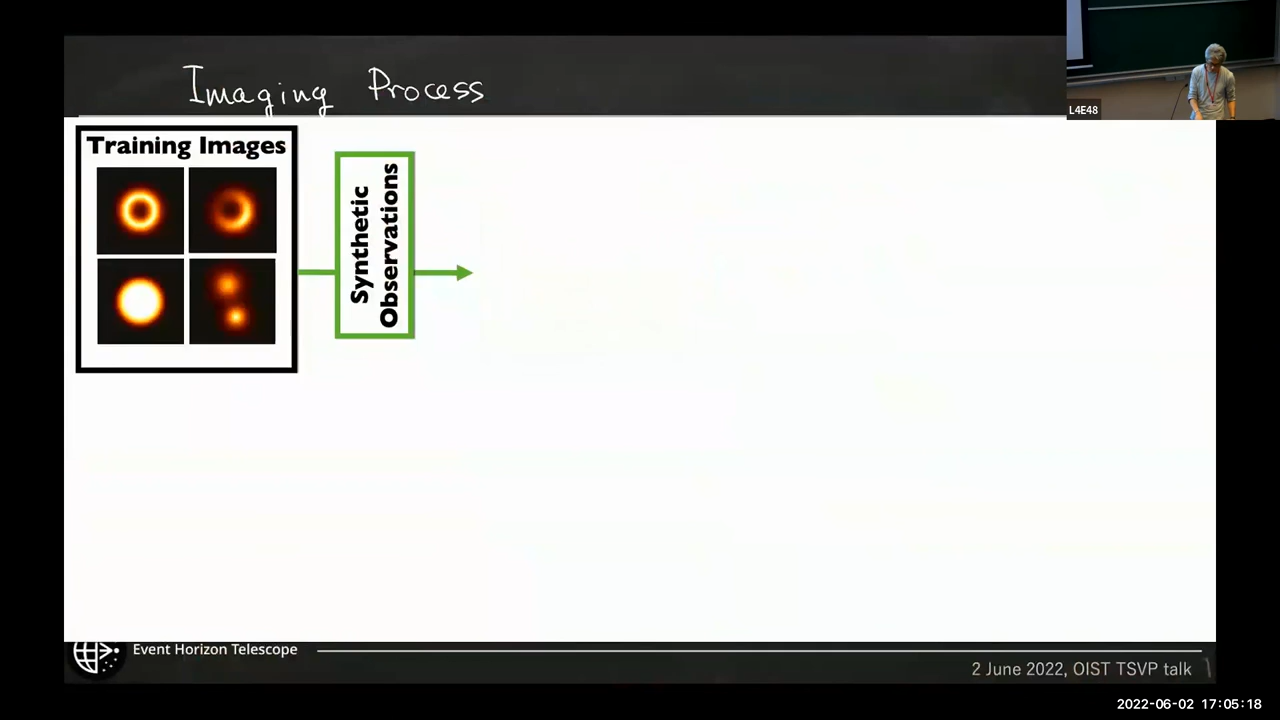 Imaging Process
L4E48
Training Images
Synthetic
Observations
Event Horizon Telescope
2 June 2022, OIST TSVP talk
2022-06-02 17:05:18